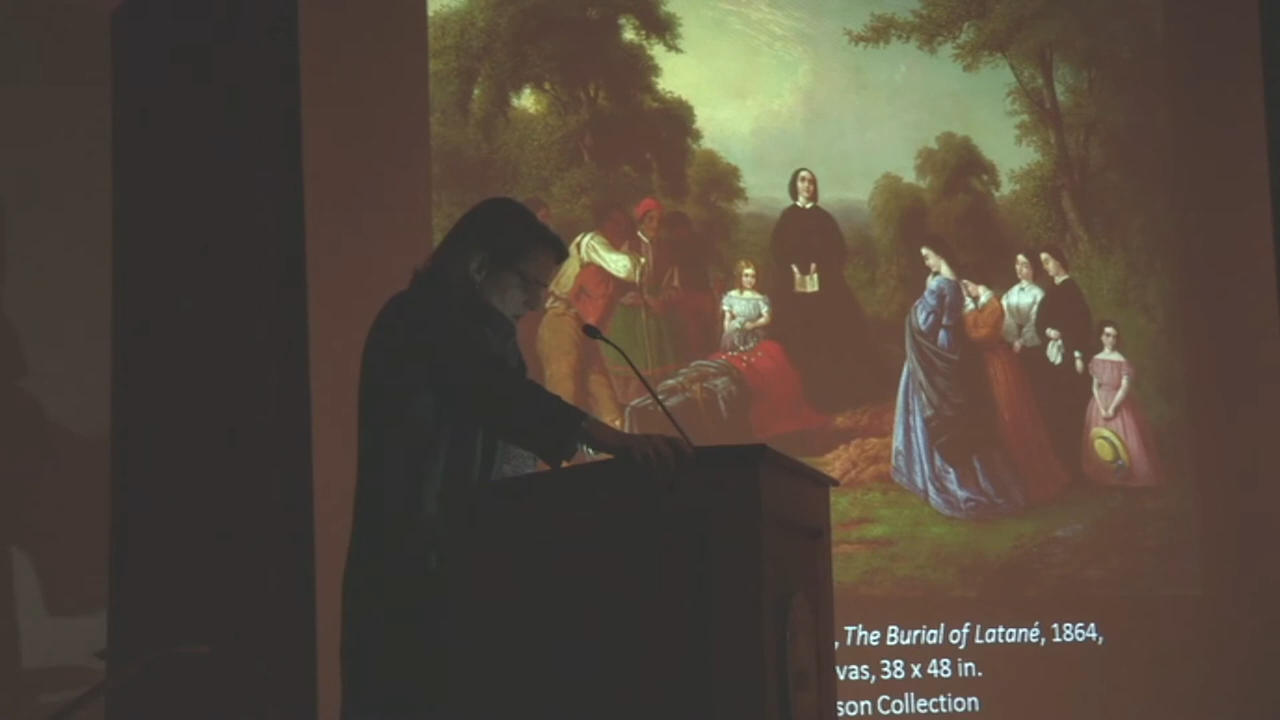 , The Burial of Latané, 1864,
vas, 38 x 48 in.
son Collection